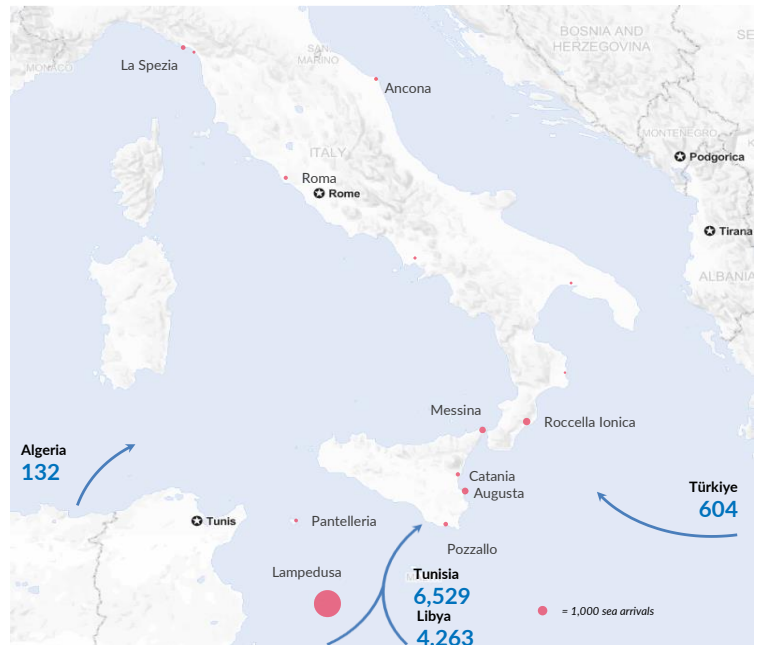 BOSNIA AND
HERZEGOVINA
SE
SAN
MARINO
La Spezia
MONACO
Ancona
MONTENEGRO
ITALY
Podgorica
Roma
Rome
Tirana
ALBANIA
Messina
Roccella Ionica
Algeria
132
Catania
Augusta
Türkiye
604
Tunis
Pantelleria
Pozzallo
Lampedusa
Tunisia
6,529
= 1,000 sea arrivals
Libya
4,263